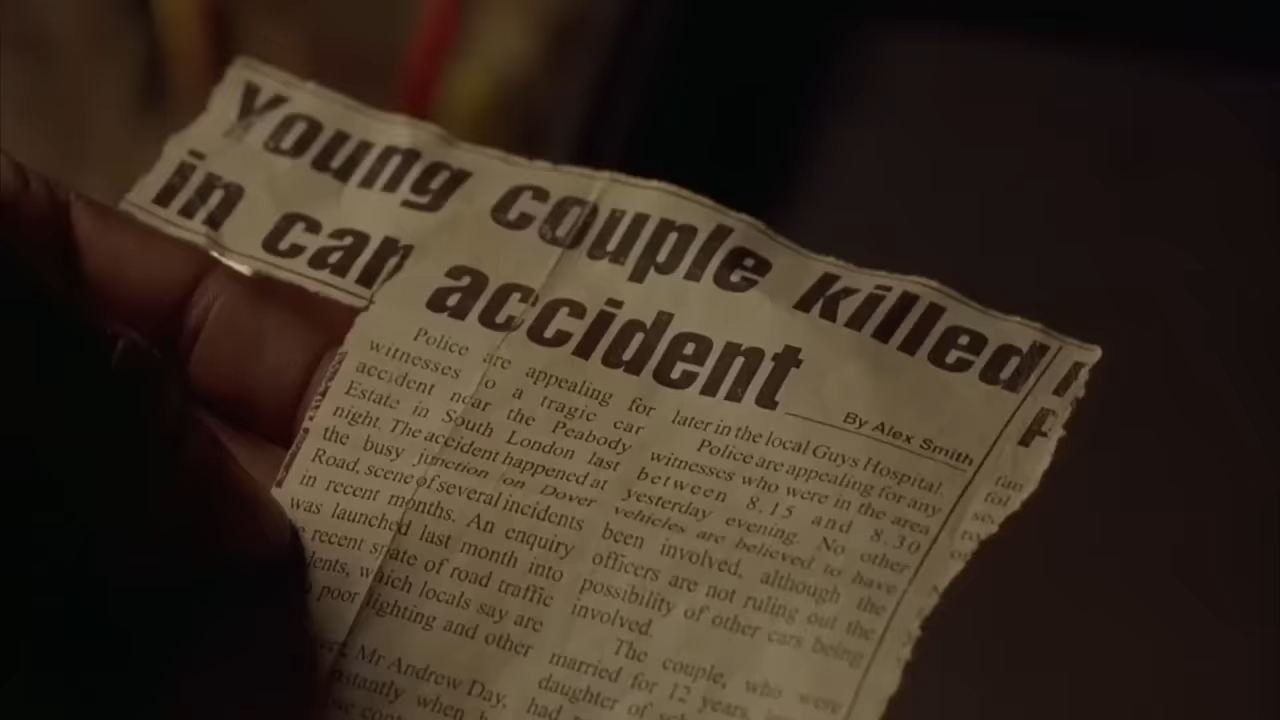 Young couple killed
in car accident
By Alex Smith
Police are appealing for
witnesses o a tragic car
accident near the Peabody
Estate in South London last
night. The accident happened at
the busy junction on Dover
Road, scene of several incidents
in recent months. An enquiry
was launched last month into
recent spate of road traffic
dents, which locals say are
poor lighting and other
Mr Andrew Day,
nstantly when
later in the local Guys Hospital.
Police are appealing for any
witnesses who were in the area
between 8.15 and 8.30
yesterday evening. No other
vehicles are believed to have
been involved, although the
officers are not ruling out the
possibility of other cars being
involved.
The couple, who were
married for 12 years,
daughter of
had